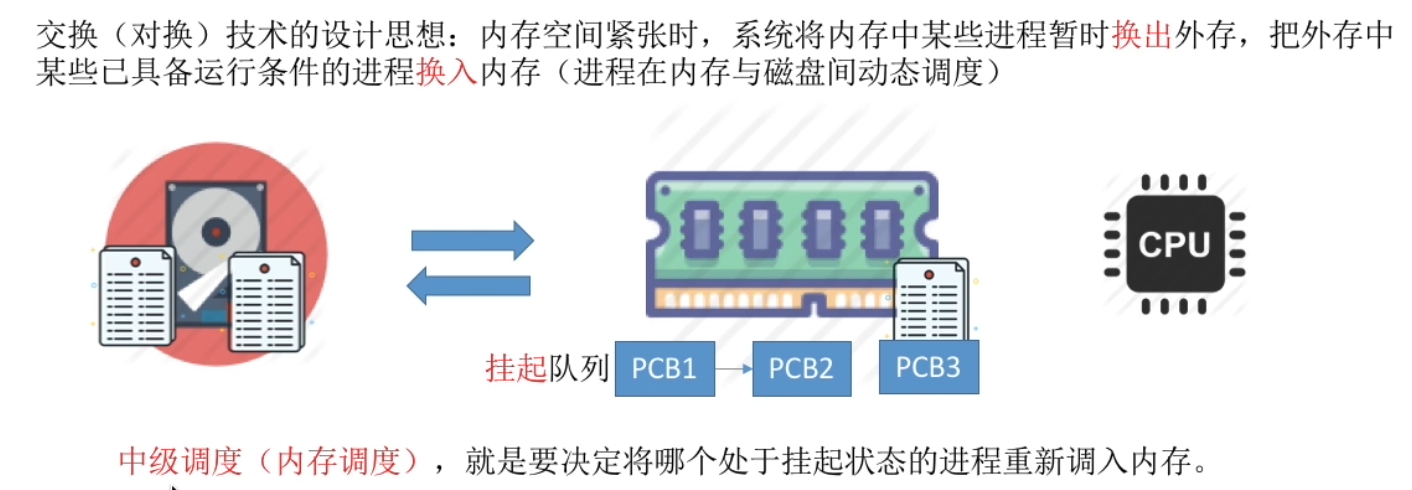 交换（对换）技术的设计思想：内存空间紧张时，系统将内存中某些进程暂时换出外存，把外存中
某些已具备运行条件的进程换入内存（进程在内存与磁盘间动态调度）
CPU
挂起队列 PCB1 PCB2 PCB3
中级调度（内存调度），就是要决定将哪个处于挂起状态的进程重新调入内存。